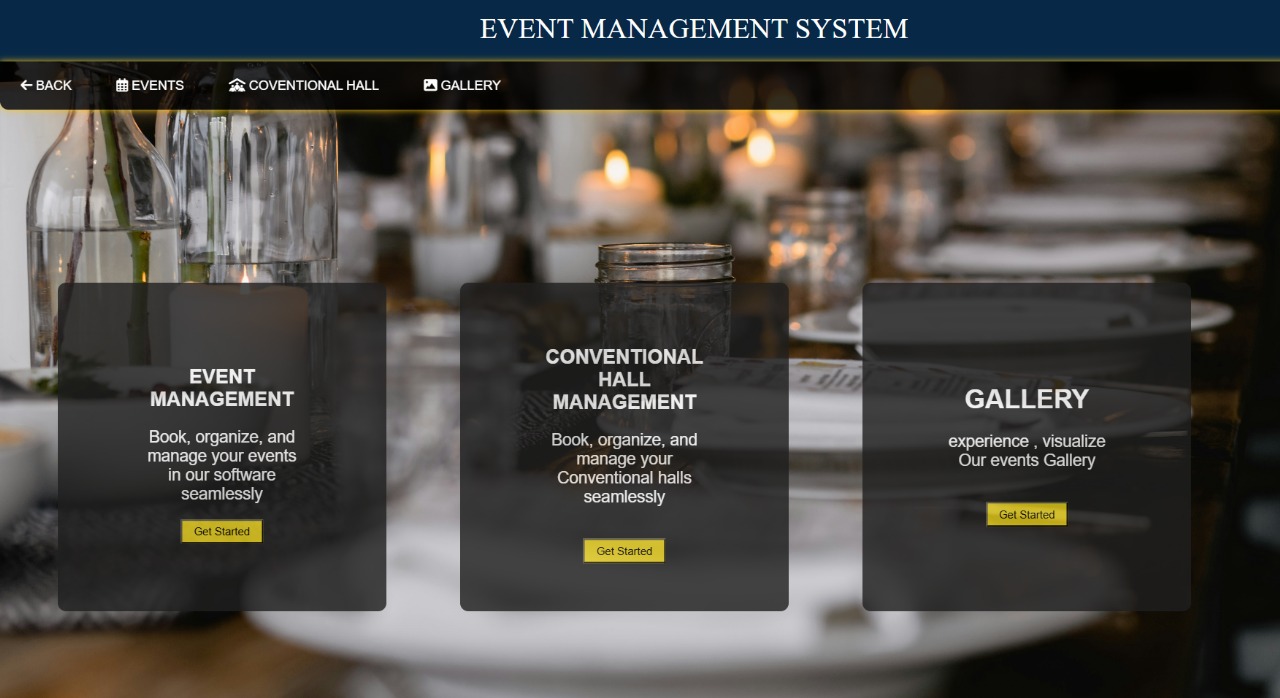 EVENT MANAGEMENT SYSTEM
BACK
EVENTS
COVENTIONAL HALL
GALLERY
EVENT
MANAGEMENT
Book, organize, and
manage your events
in our software
seamlessly
Get Started
CONVENTIONAL
HALL
MANAGEMENT
Book, organize, and
manage your
Conventional halls
seamlessly
Get Started
GALLERY
experience , visualize
Our events Gallery
Get Started